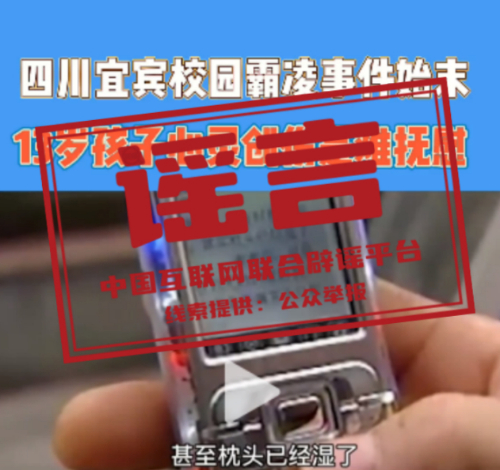 四川宜宾校园霸凌事件始末
13岁孩子心灵创伤难抚慰
谣言
中国互联网联合辟谣平台
线索提供：公众举报
甚至枕头已经湿了